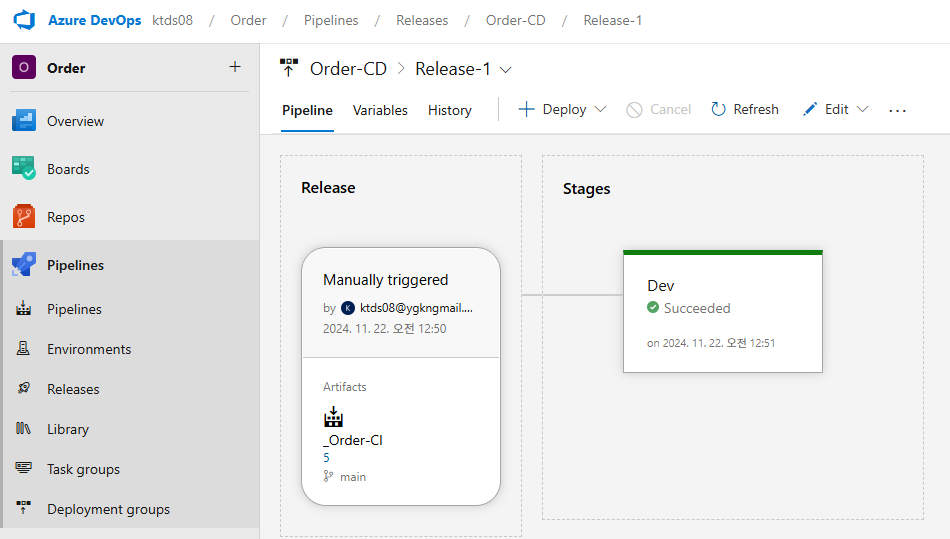 Azure DevOps ktds08 / Order / Pipelines / Releases / Order-CD / Release-1
O Order +
Overview
Boards
Repos
Pipelines
Pipelines
Environments
Releases
Library
Task groups
Deployment groups
Order-CD > Release-1
Pipeline Variables History Deploy Cancel Refresh Edit ...
Release
Manually triggered
by K ktds08@ygkngmail....
2024. 11. 22. 오전 12:50
Artifacts
_Order-CI
5
main
Stages
Dev
Succeeded
on 2024. 11. 22. 오전 12:51